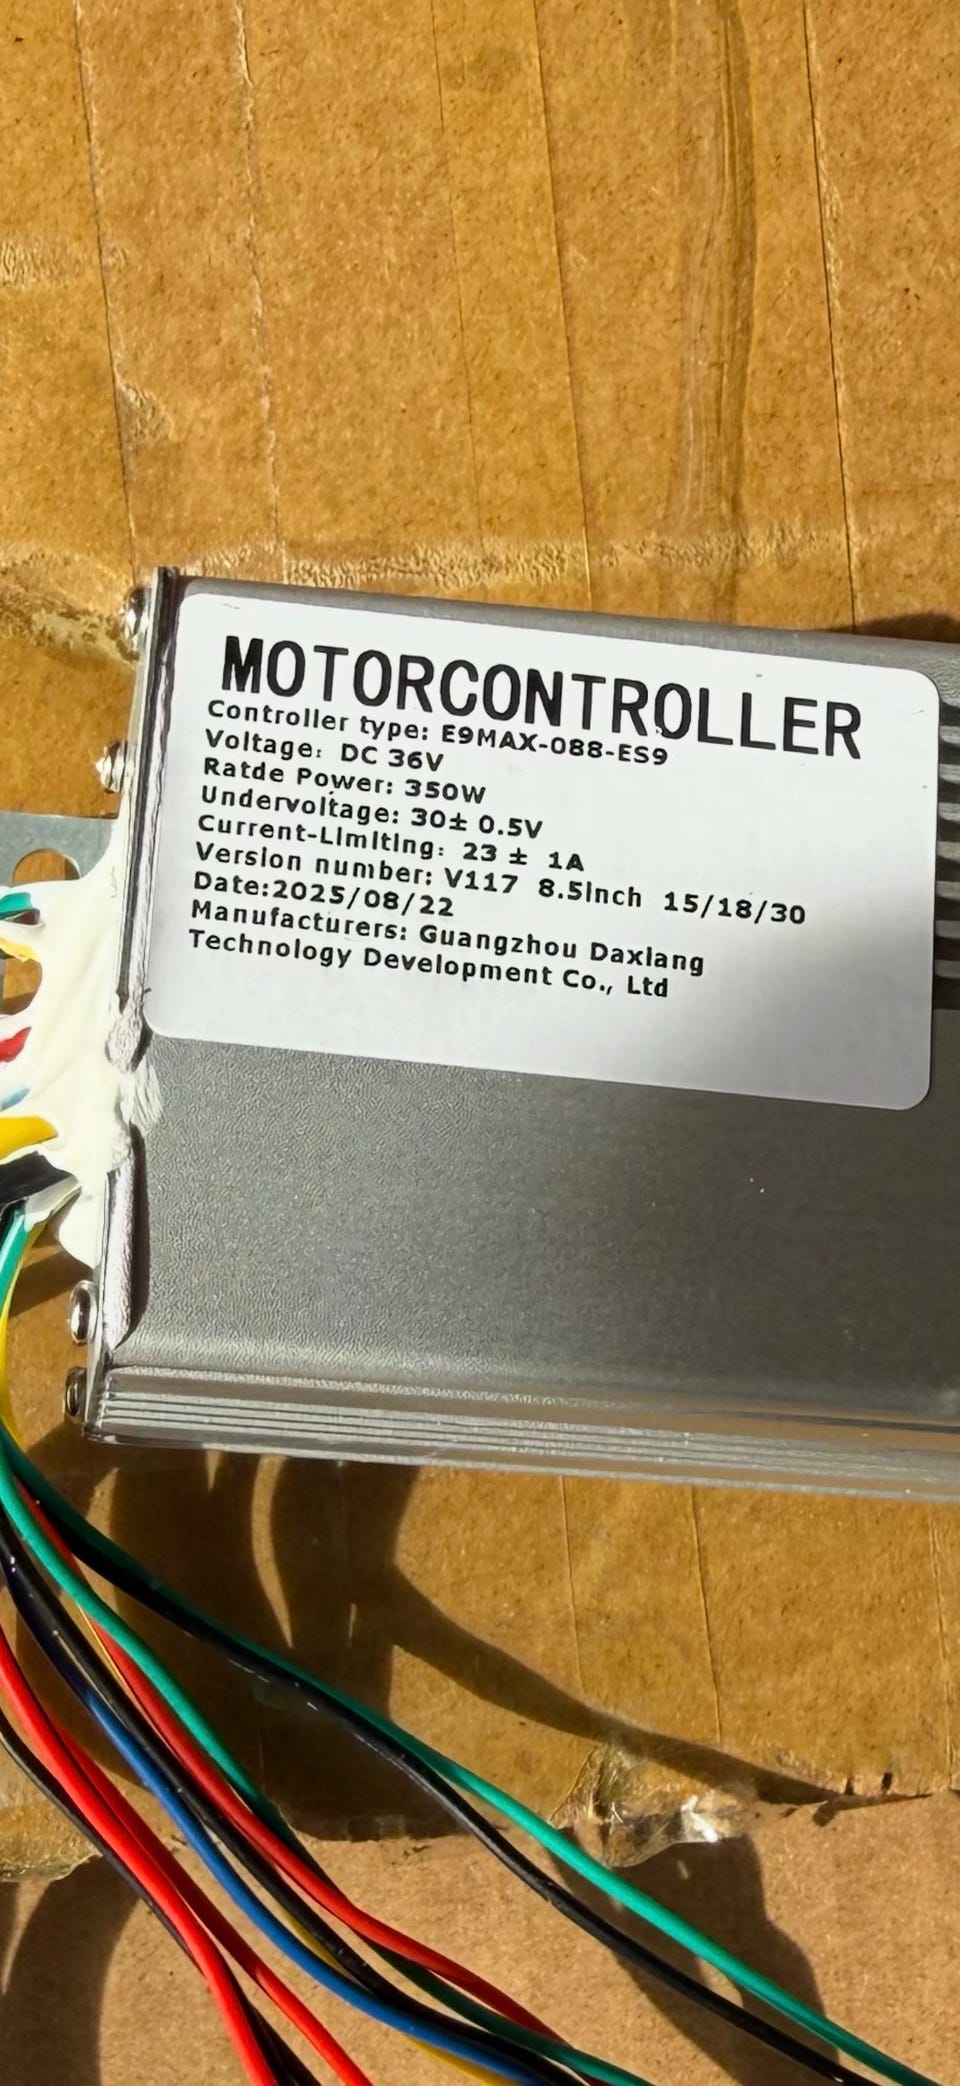 MOTORCONTROLLER
Controller type: E9MAX-088-ES9
Voltage: DC 36V
Ratde Power: 350W
Undervoltage: 30± 0.5V
Current-Limiting: 23 ± 1A
Version number: V117 8.5inch 15/18/30
Date:2025/08/22
Manufacturers: Guangzhou Daxiang
Technology Development Co., Ltd